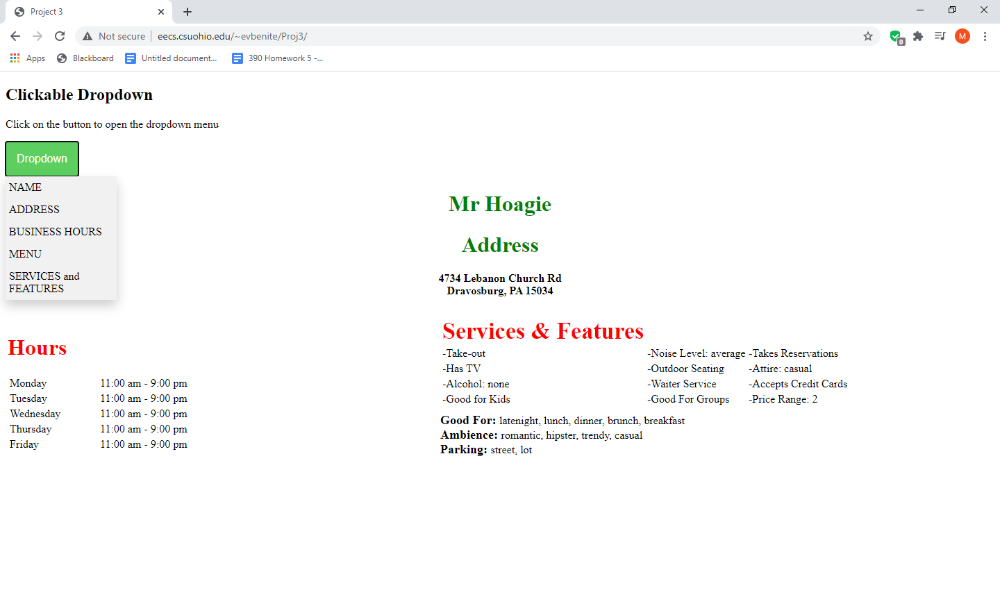 Project 3
Not secure eecs.csuohio.edu/~evbenite/Proj3/
0
M
Apps Blackboard Untitled document... 390 Homework 5 -...
Clickable Dropdown
Click on the button to open the dropdown menu
Dropdown
NAME
ADDRESS
BUSINESS HOURS
MENU
SERVICES and
FEATURES
Mr Hoagie
Address
4734 Lebanon Church Rd
Dravosburg, PA 15034
Hours
Monday 11:00 am - 9:00 pm
Tuesday 11:00 am - 9:00 pm
Wednesday 11:00 am - 9:00 pm
Thursday 11:00 am - 9:00 pm
Friday 11:00 am - 9:00 pm
Services & Features
-Take-out -Noise Level: average -Takes Reservations
-Has TV -Outdoor Seating -Attire: casual
-Alcohol: none -Waiter Service -Accepts Credit Cards
-Good for Kids -Good For Groups -Price Range: 2
Good For: latenight, lunch, dinner, brunch, breakfast
Ambience: romantic, hipster, trendy, casual
Parking: street, lot